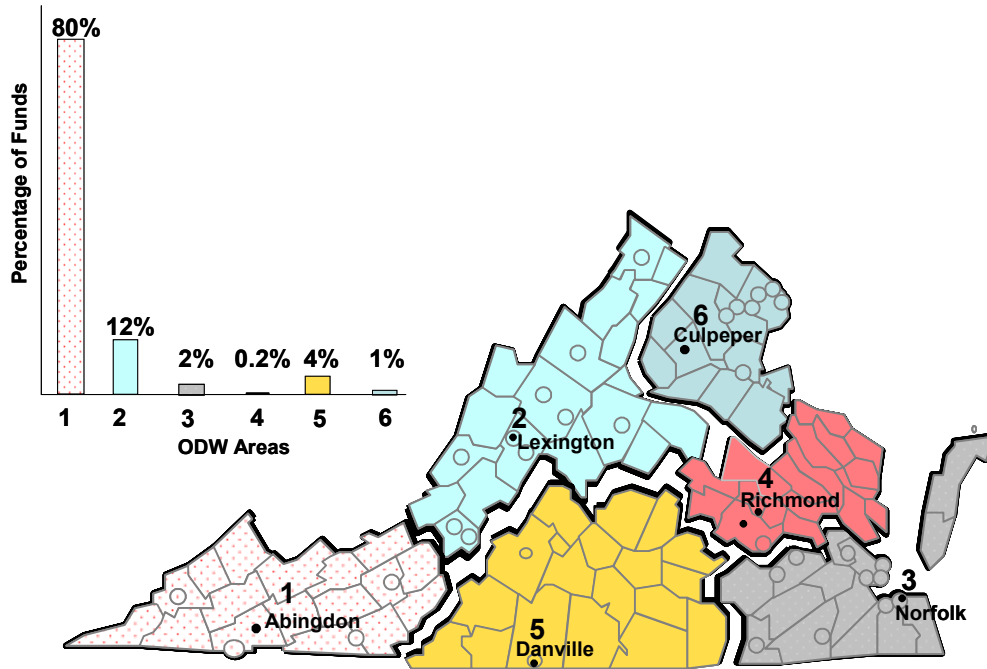 80%
12%
2%
0.2%
4%
1%
Percentage of Funds
1
2
3
4
5
6
ODW Areas
6
Culpeper
2
Lexington
4
Richmond
1
Abingdon
3
Norfolk
5
Danville